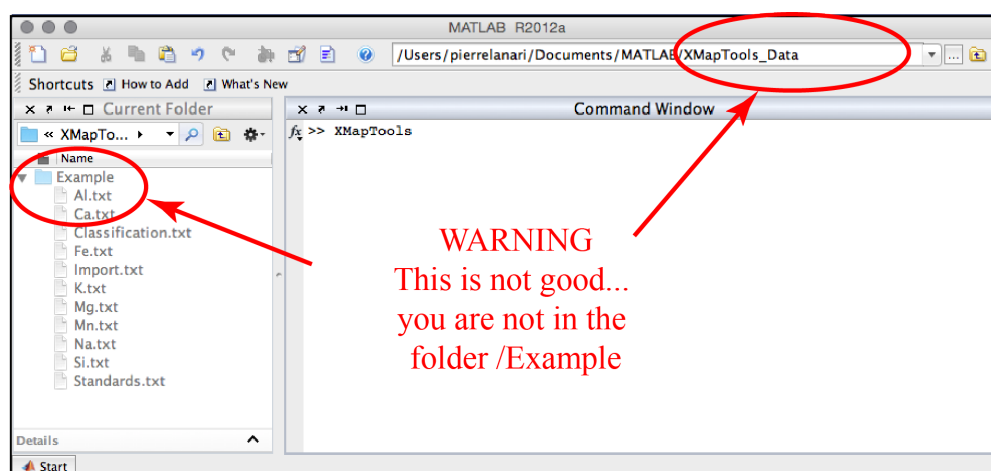 MATLAB R2012a
/Users/pierrelanari/Documents/MATLAB/XMapTools_Data
Shortcuts How to Add What's New
Current Folder
Command Window
« XMapTo...
fx >> XMapTools
Name
Example
Al.txt
Ca.txt
Classification.txt
Fe.txt
Import.txt
K.txt
Mg.txt
Mn.txt
Na.txt
Si.txt
Standards.txt
WARNING
This is not good...
you are not in the
folder /Example
Details
Start